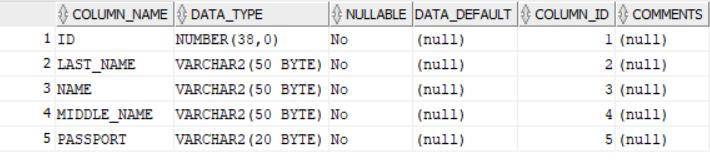 COLUMN_NAME DATA_TYPE NULLABLE DATA_DEFAULT COLUMN_ID COMMENTS
1 ID NUMBER(38,0) No (null) 1 (null)
2 LAST_NAME VARCHAR2(50 BYTE) No (null) 2 (null)
3 NAME VARCHAR2(50 BYTE) No (null) 3 (null)
4 MIDDLE_NAME VARCHAR2(50 BYTE) No (null) 4 (null)
5 PASSPORT VARCHAR2(20 BYTE) No (null) 5 (null)